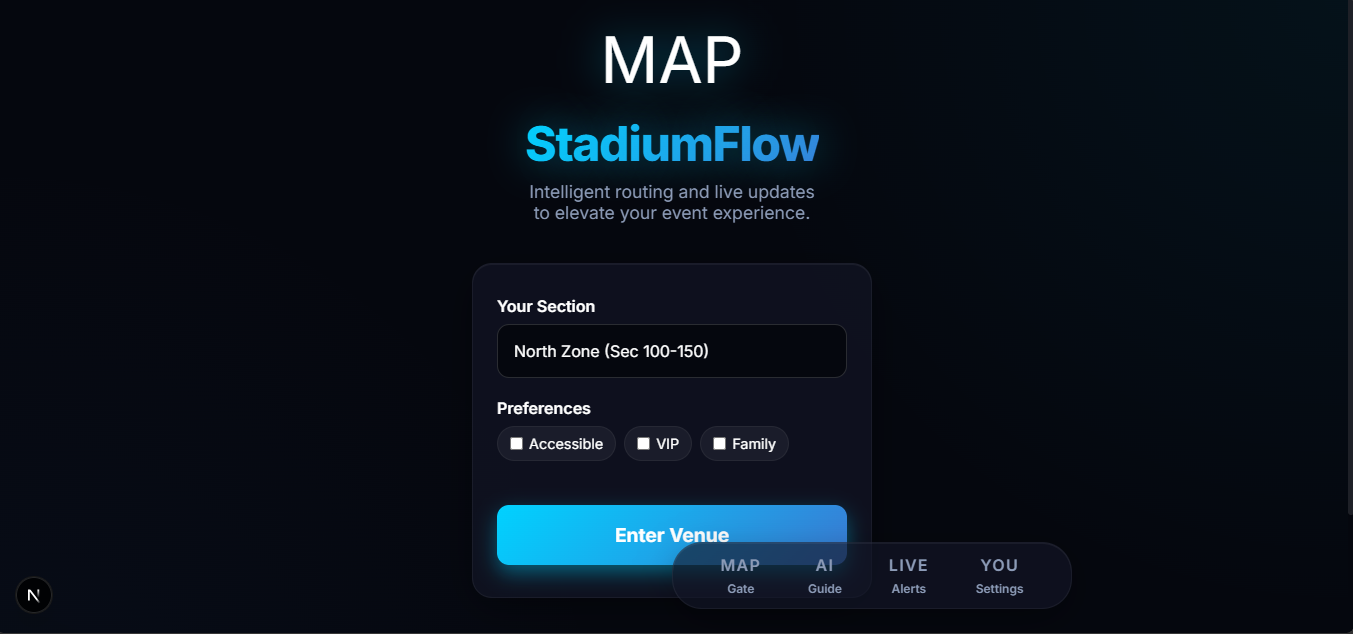 MAP
StadiumFlow
Intelligent routing and live updates
to elevate your event experience.
Your Section
North Zone (Sec 100-150)
Preferences
Accessible VIP Family
Enter Venue
MAP AI LIVE YOU
Gate Guide Alerts Settings
N